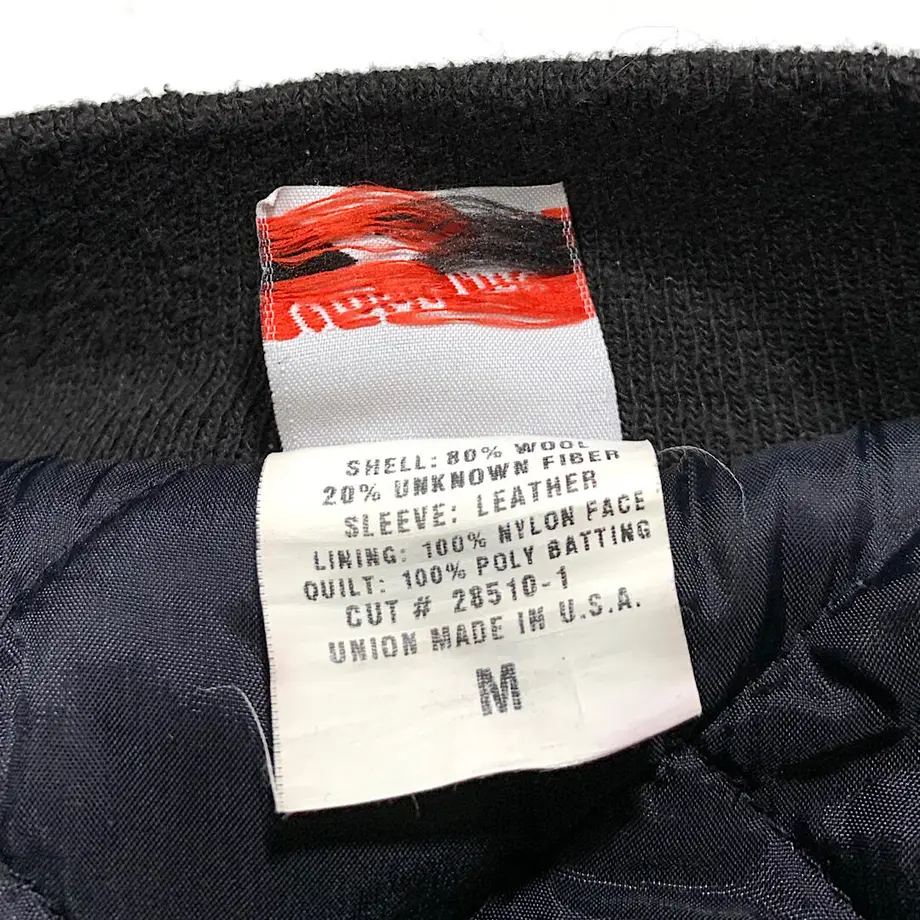 SHELL: 80% WOOL
20% UNKNOWN FIBER
SLEEVE: LEATHER
LINING: 100% NYLON FACE
QUILT: 100% POLY BATTING
CUT # 28510-1
UNION MADE IN U.S.A.
M